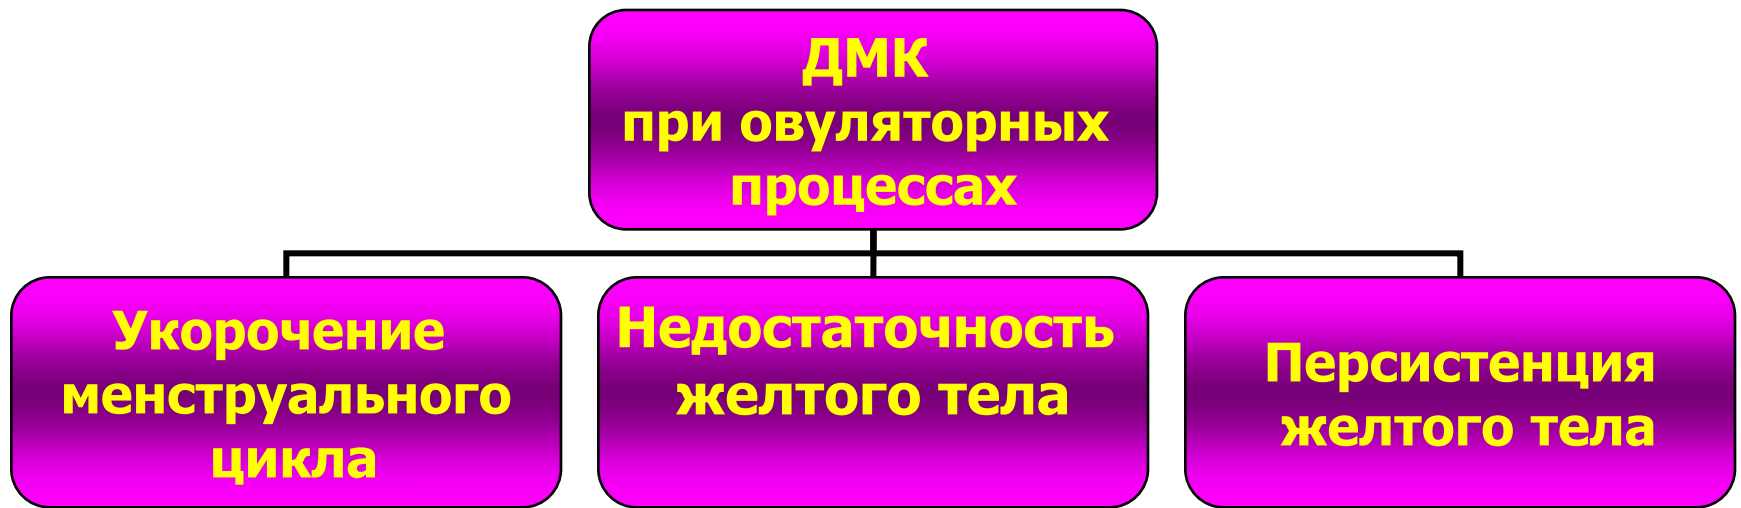 ДМК
при овуляторных
процессах
Укорочение
менструального
цикла
Недостаточность
желтого тела
Персистенция
желтого тела